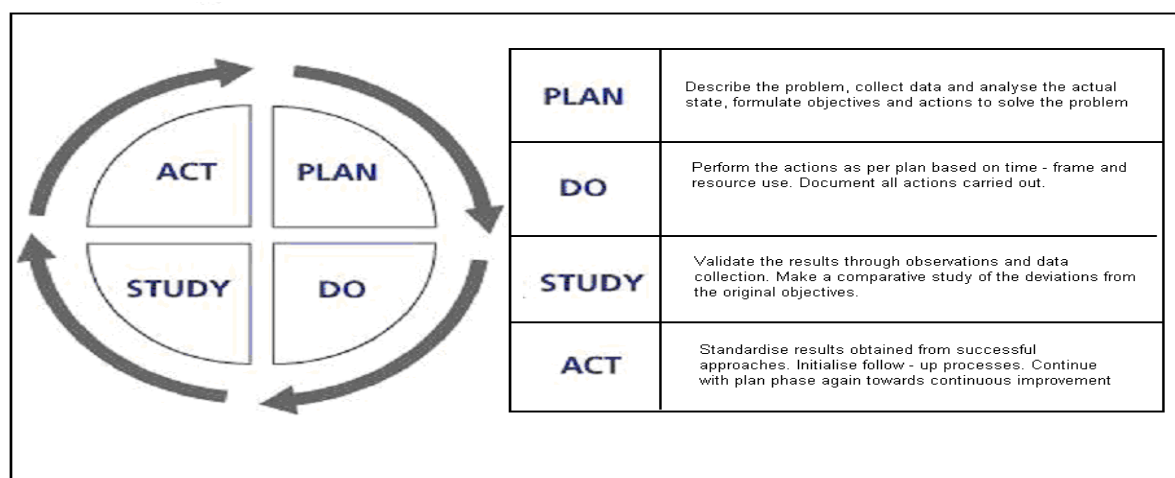 ACT
PLAN
STUDY
DO
PLAN
Describe the problem, collect data and analyse the actual
state, formulate objectives and actions to solve the problem
DO
Perform the actions as per plan based on time - frame and
resource use. Document all actions carried out.
STUDY
Validate the results through observations and data
collection. Make a comparative study of the deviations from
the original objectives.
ACT
Standardise results obtained from successful
approaches. Initialise follow - up processes. Continue
with plan phase again towards continuous improvement